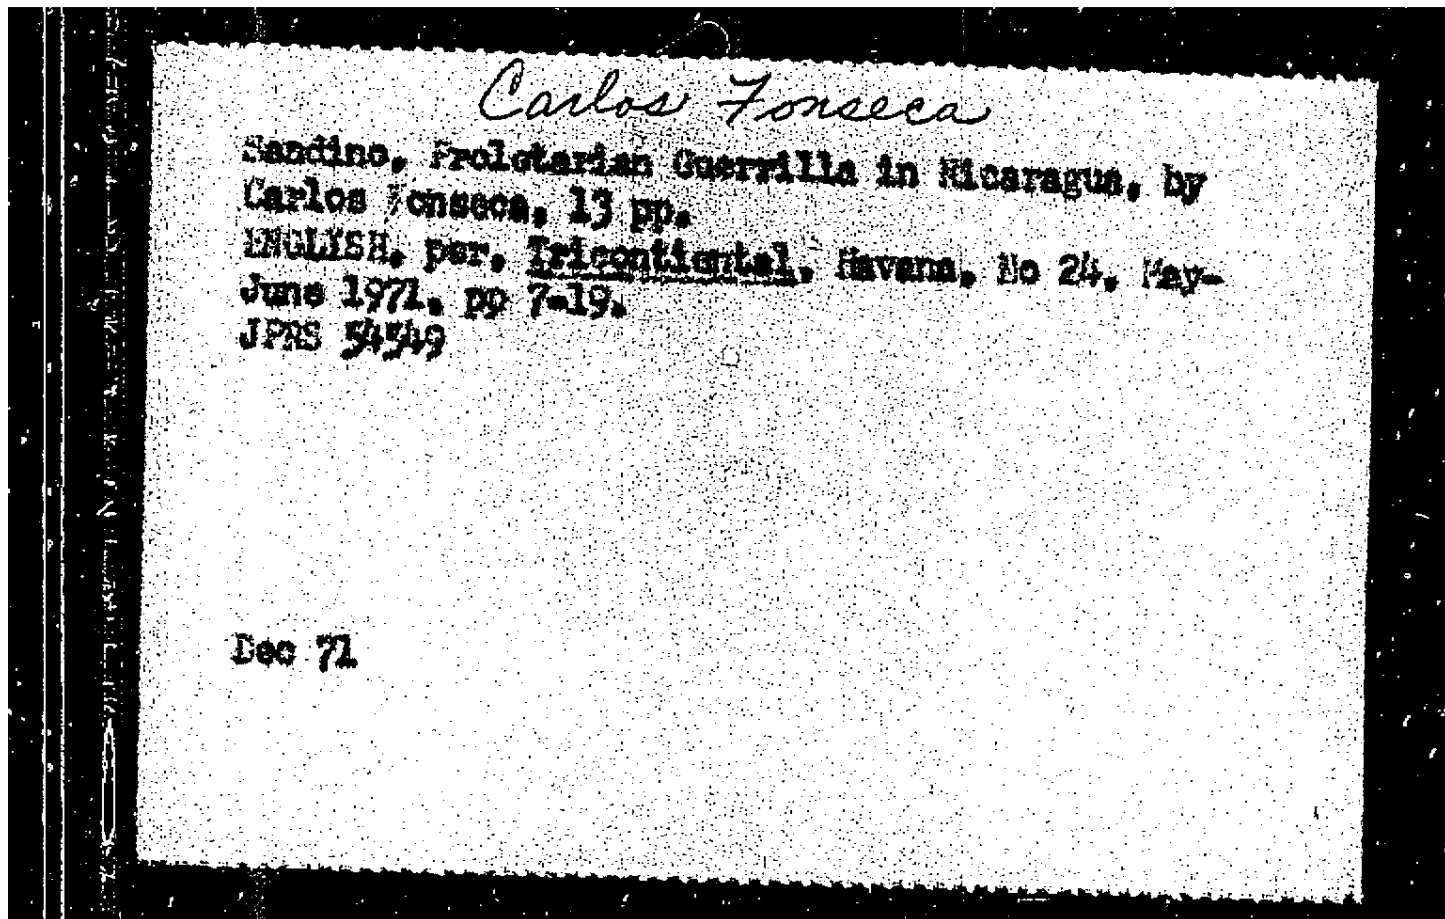 Carlos Fonseca
Sandino, Proletarian Guerrilla in Nicaragua, by
Carlos Fonseca, 13 pp.
ENGLISH, per, Tricontiental, Havana, No 24, May-
June 1971, pp 7-19.
JPRS 54549
Dec 71